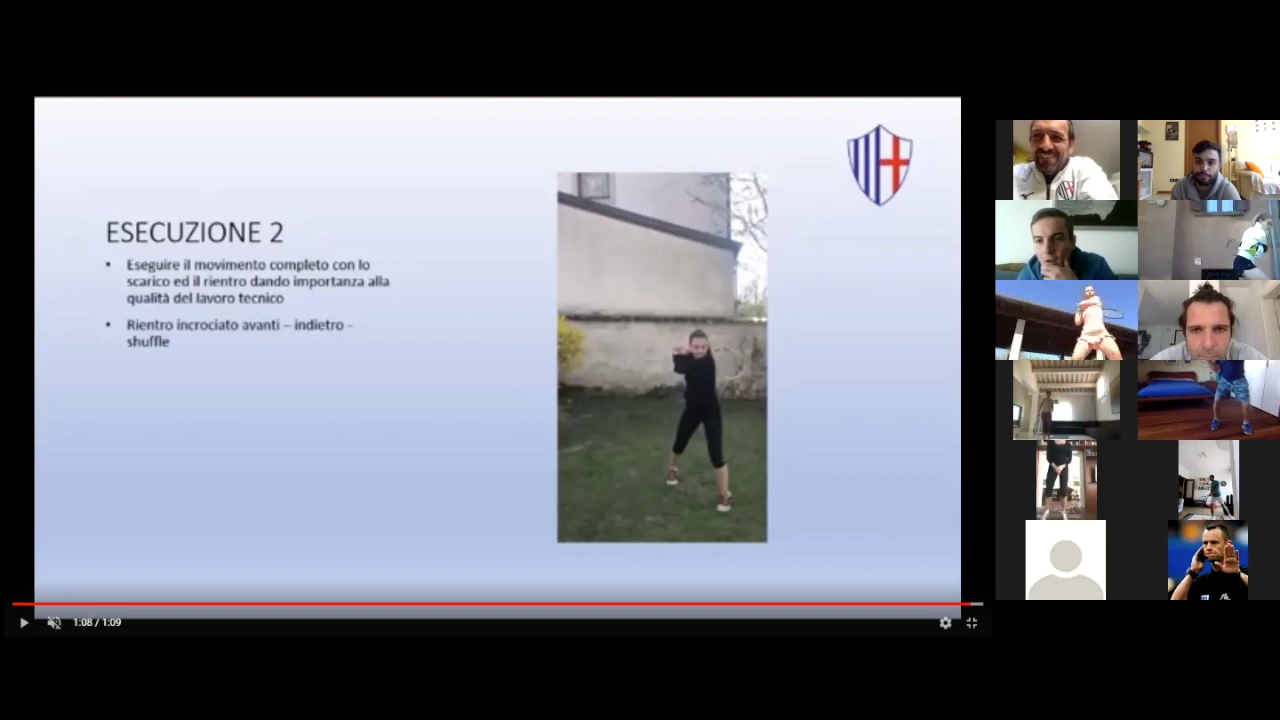 ESECUZIONE 2
• Eseguire il movimento completo con lo
scarico ed il rientro dando importanza alla
qualità del lavoro tecnico
• Rientro incrociato avanti – indietro -
shuffle
1:08 / 1:09